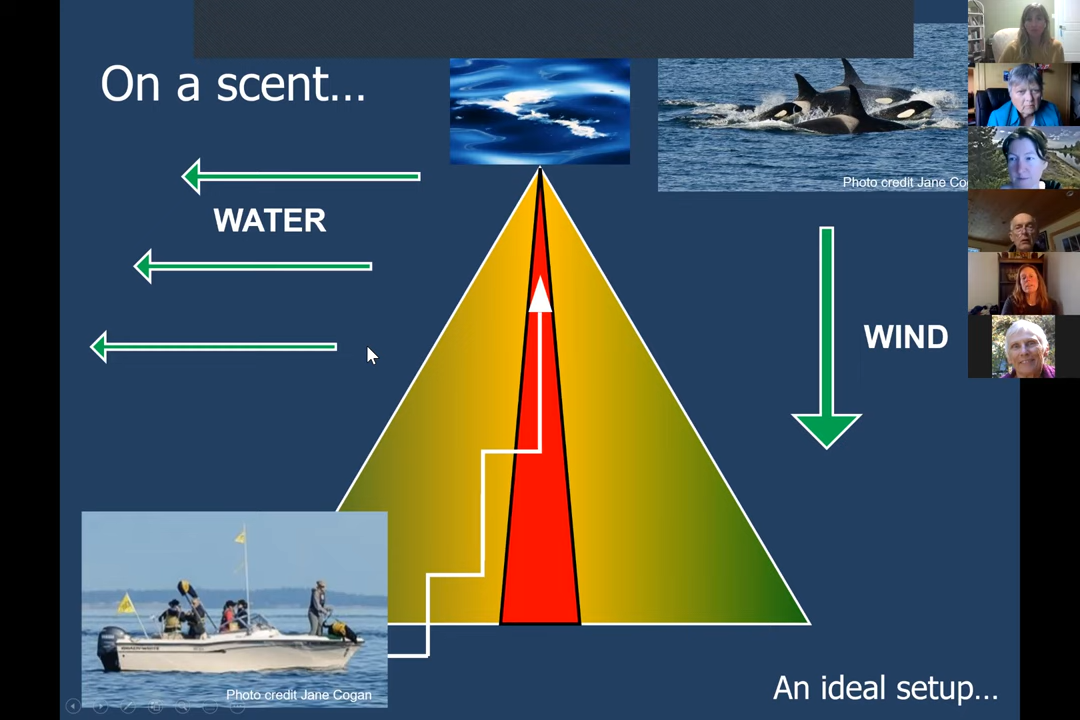 On a scent...
Photo credit Jane Co
WATER
WIND
Photo credit Jane Cogan
An ideal setup...